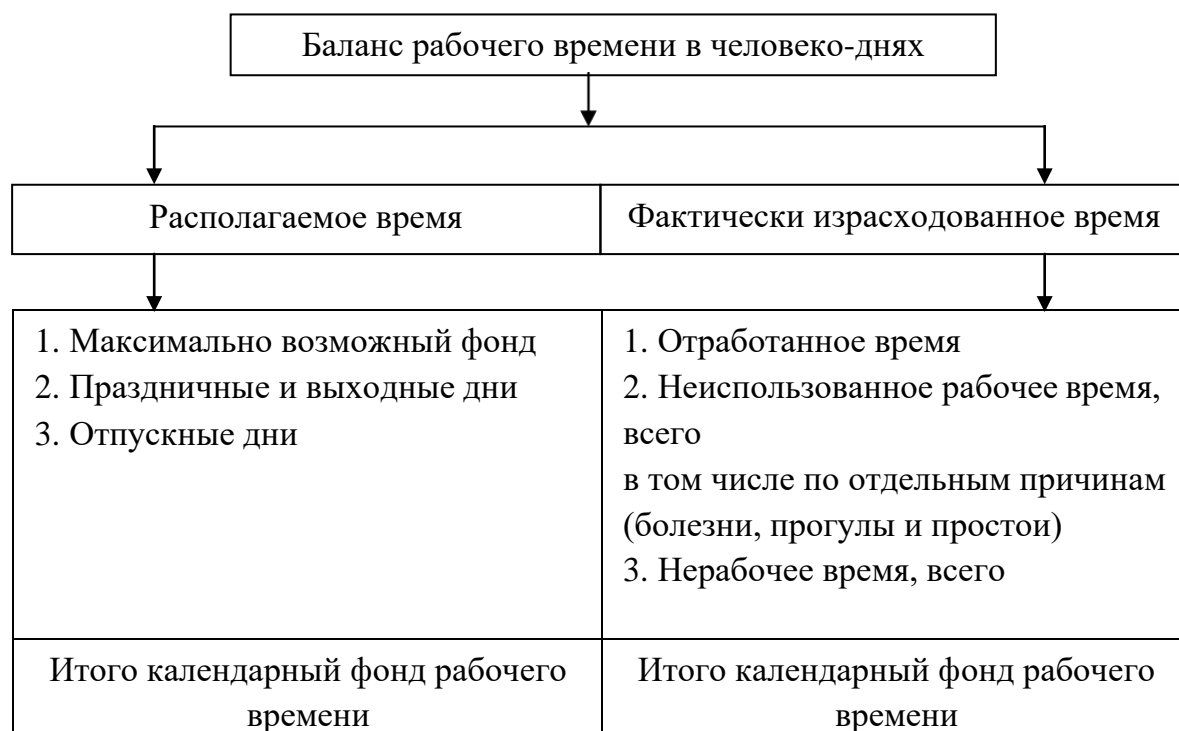 Баланс рабочего времени в человеко-днях
Располагаемое время
Фактически израсходованное время
1. Максимально возможный фонд
2. Праздничные и выходные дни
3. Отпускные дни
1. Отработанное время
2. Неиспользованное рабочее время,
всего
в том числе по отдельным причинам
(болезни, прогулы и простои)
3. Нерабочее время, всего
Итого календарный фонд рабочего
времени
Итого календарный фонд рабочего
времени